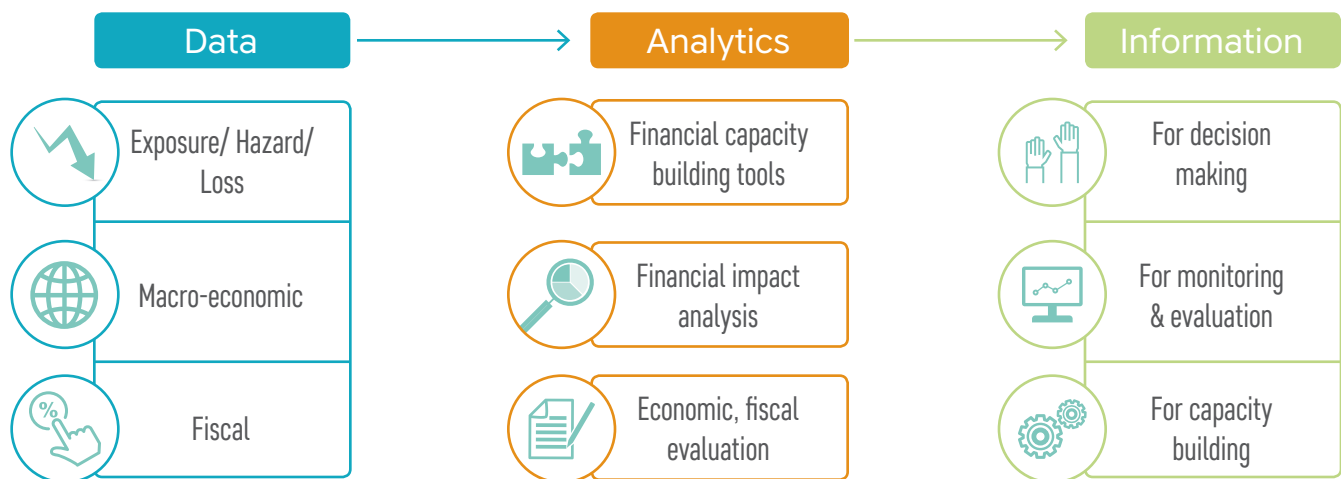 Data
Analytics
Information
Exposure/ Hazard/
Loss
Macro-economic
%
Fiscal
Financial capacity
building tools
Financial impact
analysis
Economic, fiscal
evaluation
For decision
making
For monitoring
& evaluation
For capacity
building